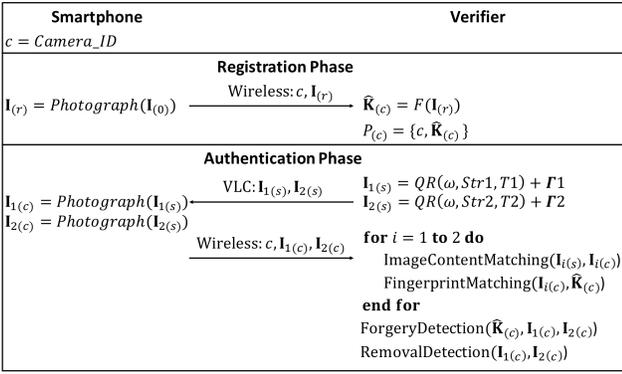 Smartphone Verifier
c = Camera_ID
Registration Phase
I(r) = Photograph(I(0)) Wireless: c, I(r) K̂(c) = F(I(r))
P(c) = {c, K̂(c) }
Authentication Phase
VLC: I1(s), I2(s) I1(s) = QR(ω, Str1, T1) + Γ1
I1(c) = Photograph(I1(s)) I2(s) = QR(ω, Str2, T2) + Γ2
I2(c) = Photograph(I2(s))
Wireless: c, I1(c), I2(c) for i = 1 to 2 do
ImageContentMatching(Ii(s), Ii(c))
FingerprintMatching(Ii(c), K̂(c))
end for
ForgeryDetection(K̂(c), I1(c), I2(c))
RemovalDetection(I1(c), I2(c))